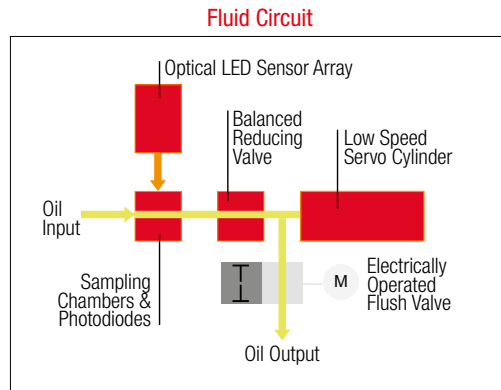 Fluid Circuit
Optical LED Sensor Array
Balanced
Reducing
Valve
Low Speed
Servo Cylinder
Oil
Input
Sampling
Chambers &
Photodiodes
M
Electrically
Operated
Flush Valve
Oil Output